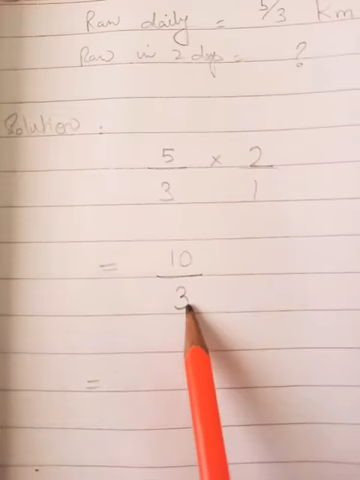 Ran daily = 5/3 Km
Ran in 2 days = ?
Solution :
5/3 × 2/1
= 10/3
=